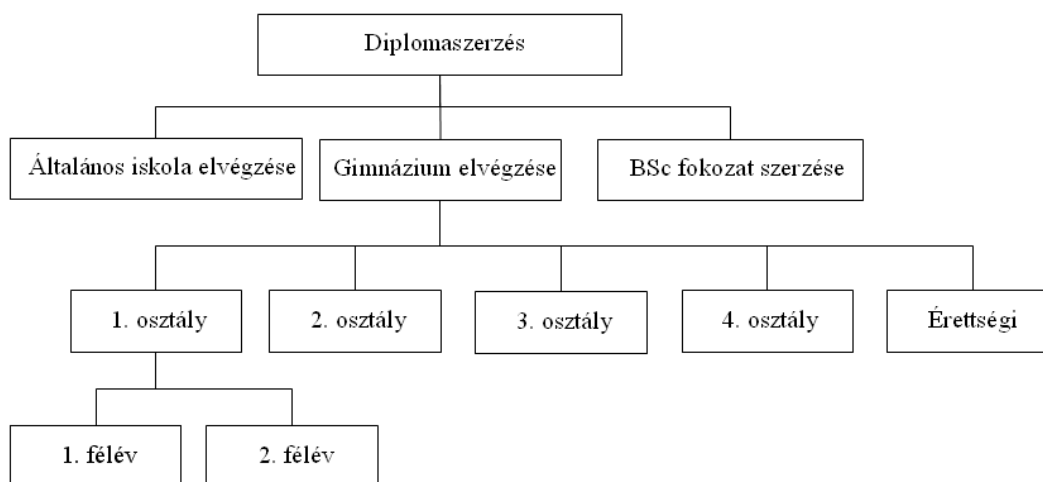 Diplomaszerzés
Általános iskola elvégzése
Gimnázium elvégzése
BSc fokozat szerzése
1. osztály
2. osztály
3. osztály
4. osztály
Érettségi
1. félév
2. félév